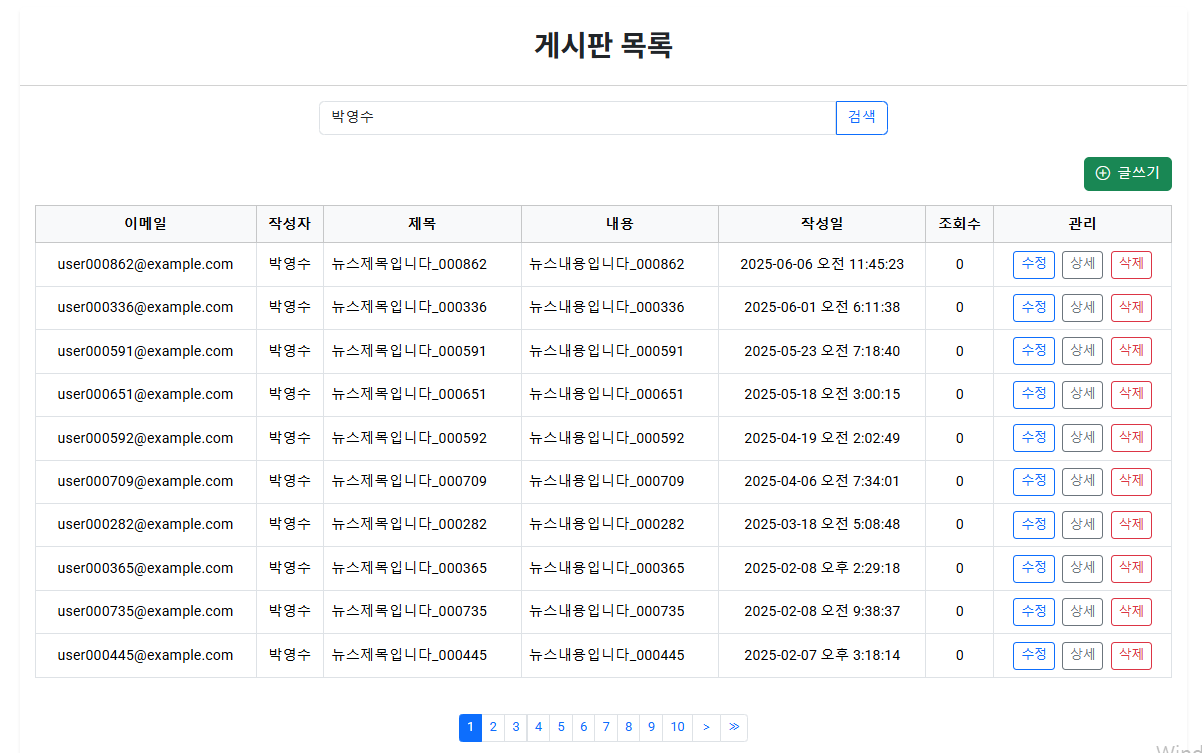 게시판 목록
박영수 검색
글쓰기
이메일 작성자 제목 내용 작성일 조회수 관리
user000862@example.com 박영수 뉴스제목입니다_000862 뉴스내용입니다_000862 2025-06-06 오전 11:45:23 0 수정 상세 삭제
user000336@example.com 박영수 뉴스제목입니다_000336 뉴스내용입니다_000336 2025-06-01 오전 6:11:38 0 수정 상세 삭제
user000591@example.com 박영수 뉴스제목입니다_000591 뉴스내용입니다_000591 2025-05-23 오전 7:18:40 0 수정 상세 삭제
user000651@example.com 박영수 뉴스제목입니다_000651 뉴스내용입니다_000651 2025-05-18 오전 3:00:15 0 수정 상세 삭제
user000592@example.com 박영수 뉴스제목입니다_000592 뉴스내용입니다_000592 2025-04-19 오전 2:02:49 0 수정 상세 삭제
user000709@example.com 박영수 뉴스제목입니다_000709 뉴스내용입니다_000709 2025-04-06 오전 7:34:01 0 수정 상세 삭제
user000282@example.com 박영수 뉴스제목입니다_000282 뉴스내용입니다_000282 2025-03-18 오전 5:08:48 0 수정 상세 삭제
user000365@example.com 박영수 뉴스제목입니다_000365 뉴스내용입니다_000365 2025-02-08 오후 2:29:18 0 수정 상세 삭제
user000735@example.com 박영수 뉴스제목입니다_000735 뉴스내용입니다_000735 2025-02-08 오전 9:38:37 0 수정 상세 삭제
user000445@example.com 박영수 뉴스제목입니다_000445 뉴스내용입니다_000445 2025-02-07 오후 3:18:14 0 수정 상세 삭제
1 2 3 4 5 6 7 8 9 10 > ≫